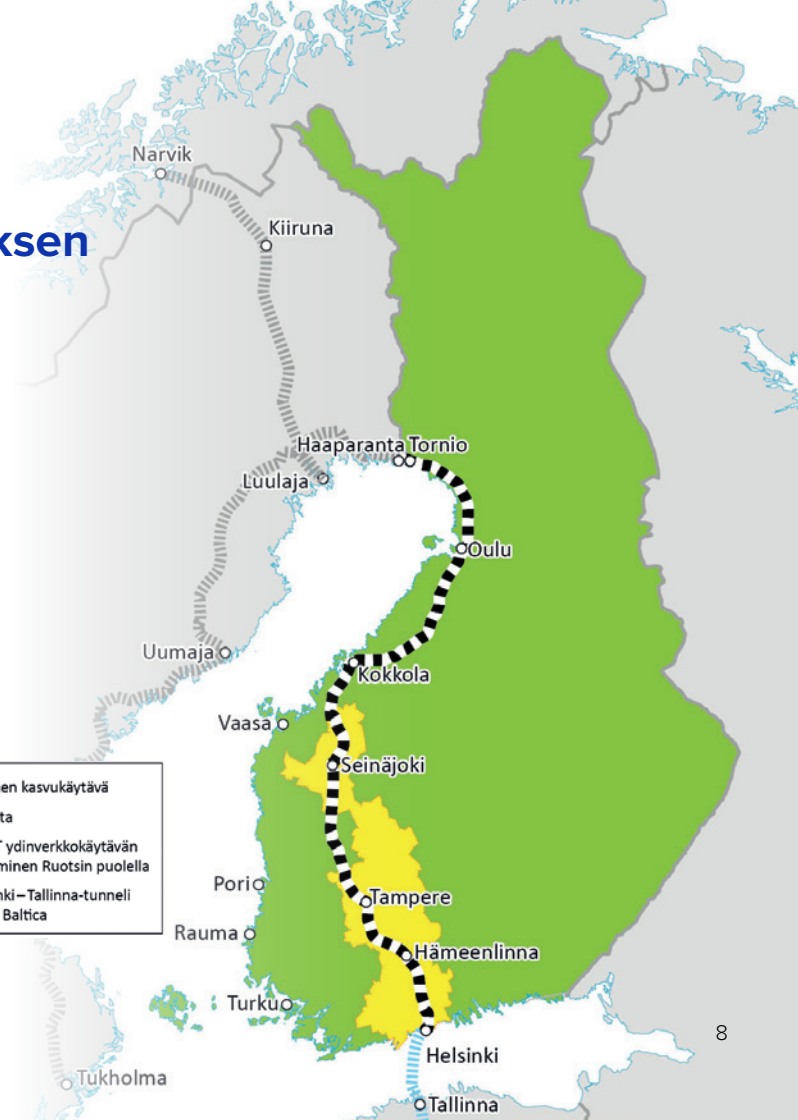 Narvik
ksen
Kiiruna
Haaparanta Tornio
Luulaja
Oulu
Uumaja
Kokkola
Vaasa
Seinäjoki
en kasvukäytävä
ta
ydinverkkokäytävän
minen Ruotsin puolella
nki–Tallinna-tunneli
Baltica
Pori
Tampere
Rauma
Hämeenlinna
Turku
8
Helsinki
Tukholma
Tallinna